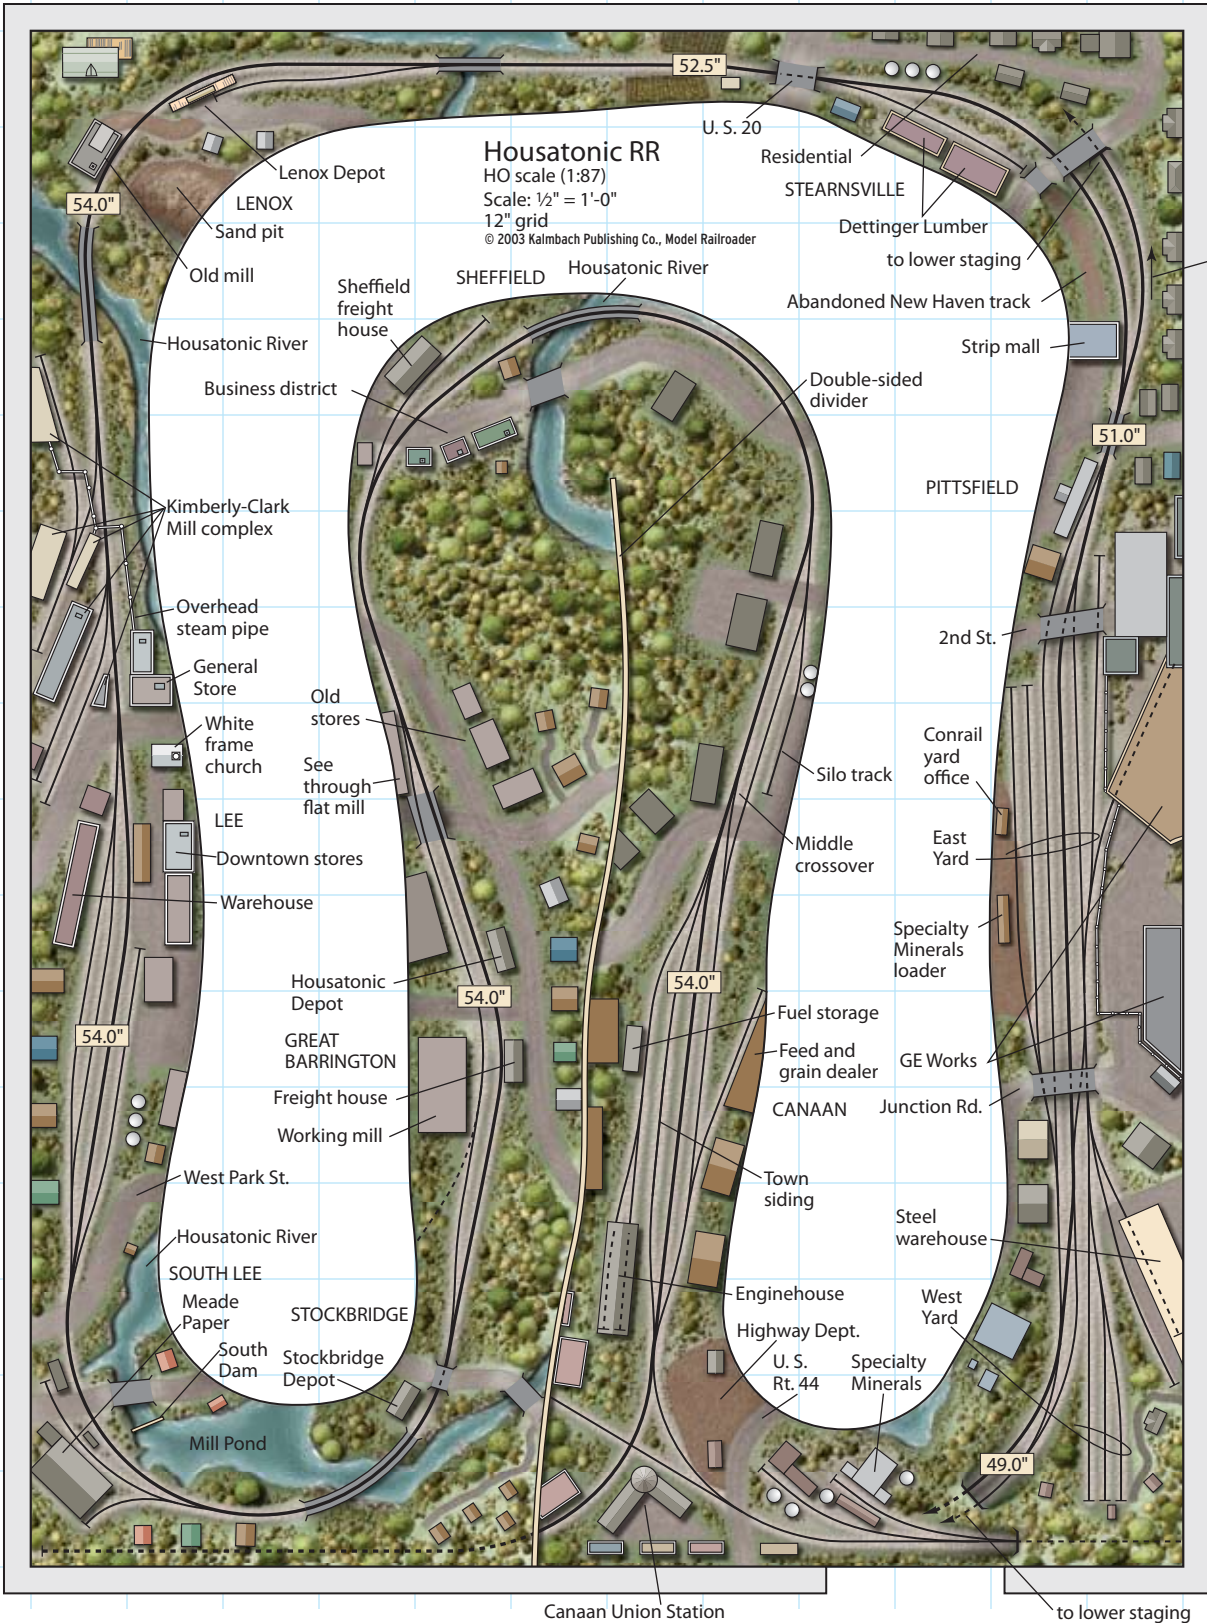 52.5"
U. S. 20
Housatonic RR
HO scale (1:87)
Scale: ½" = 1'-0"
12" grid
© 2003 Kalmbach Publishing Co., Model Railroader
Residential
STEARNSVILLE
Dettinger Lumber
to lower staging
Abandoned New Haven track
Strip mall
Lenox Depot
54.0"
LENOX
Sand pit
Old mill
Sheffield
freight
house
SHEFFIELD
Housatonic River
Housatonic River
Business district
Double-sided
divider
51.0"
PITTSFIELD
Kimberly-Clark
Mill complex
Overhead
steam pipe
General
Store
2nd St.
White
frame
church
Old
stores
See
through
flat mill
LEE
Downtown stores
Warehouse
Silo track
Middle
crossover
Conrail
yard
office
East
Yard
Specialty
Minerals
loader
Housatonic
Depot
54.0"
54.0"
54.0"
GREAT
BARRINGTON
Freight house
Working mill
Fuel storage
Feed and
grain dealer
CANAAN
GE Works
Junction Rd.
West Park St.
Town
siding
Housatonic River
SOUTH LEE
Meade
Paper
South
Dam
STOCKBRIDGE
Stockbridge
Depot
Enginehouse
Highway Dept.
U. S.
Rt. 44
Specialty
Minerals
Steel
warehouse
West
Yard
Mill Pond
49.0"
Canaan Union Station
to lower staging